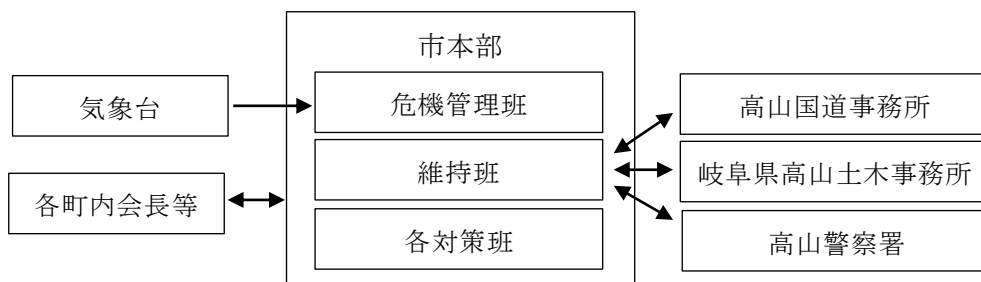 市本部
気象台
危機管理班
高山国道事務所
維持班
岐阜県高山土木事務所
各町内会長等
各対策班
高山警察署